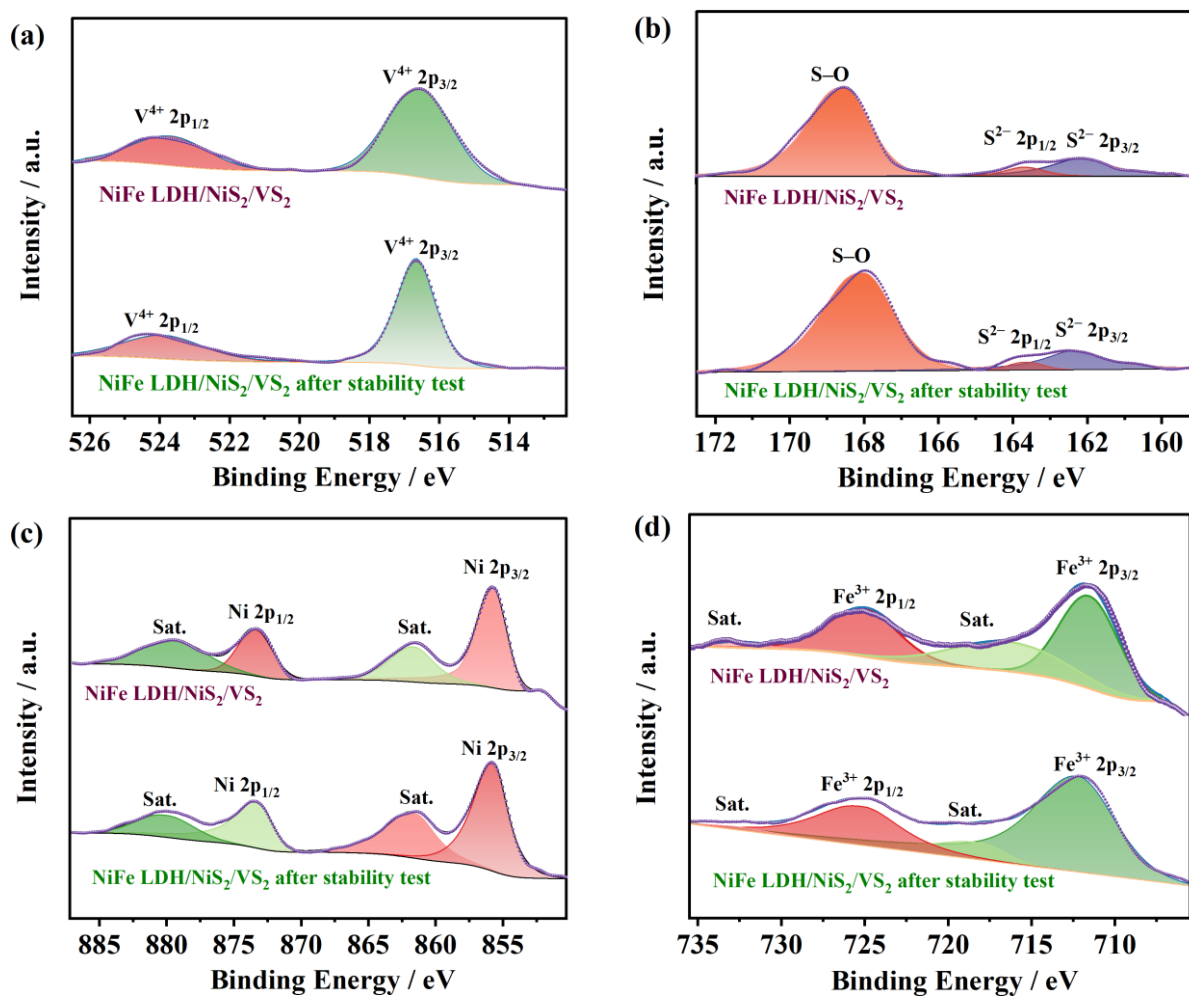 (a)
Intensity / a.u.
V⁴⁺ 2p₁/₂
V⁴⁺ 2p₃/₂
NiFe LDH/NiS₂/VS₂
V⁴⁺ 2p₁/₂
V⁴⁺ 2p₃/₂
NiFe LDH/NiS₂/VS₂ after stability test
526 524 522 520 518 516 514
Binding Energy / eV
(b)
Intensity / a.u.
S–O
S²⁻ 2p₁/₂ S²⁻ 2p₃/₂
NiFe LDH/NiS₂/VS₂
S–O
S²⁻ 2p₁/₂ S²⁻ 2p₃/₂
NiFe LDH/NiS₂/VS₂ after stability test
172 170 168 166 164 162 160
Binding Energy / eV
(c)
Intensity / a.u.
Sat. Ni 2p₁/₂ Sat. Ni 2p₃/₂
NiFe LDH/NiS₂/VS₂
Sat. Ni 2p₁/₂ Sat. Ni 2p₃/₂
NiFe LDH/NiS₂/VS₂ after stability test
885 880 875 870 865 860 855
Binding Energy / eV
(d)
Intensity / a.u.
Sat. Fe³⁺ 2p₁/₂ Sat. Fe³⁺ 2p₃/₂
NiFe LDH/NiS₂/VS₂
Sat. Fe³⁺ 2p₁/₂ Sat. Fe³⁺ 2p₃/₂
NiFe LDH/NiS₂/VS₂ after stability test
735 730 725 720 715 710
Binding Energy / eV